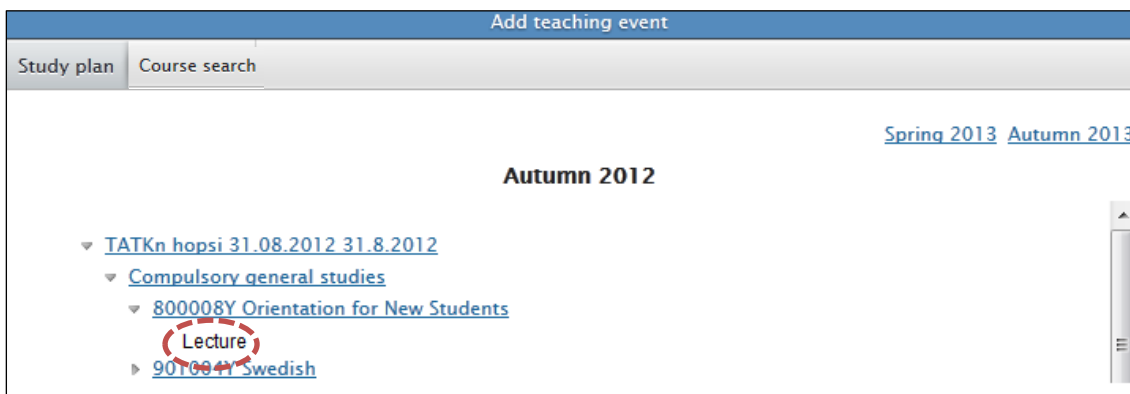 Add teaching event
Study plan Course search
Spring 2013 Autumn 2013
Autumn 2012
TATKn hopsi 31.08.2012 31.8.2012
Compulsory general studies
800008Y Orientation for New Students
Lecture
901004Y Swedish